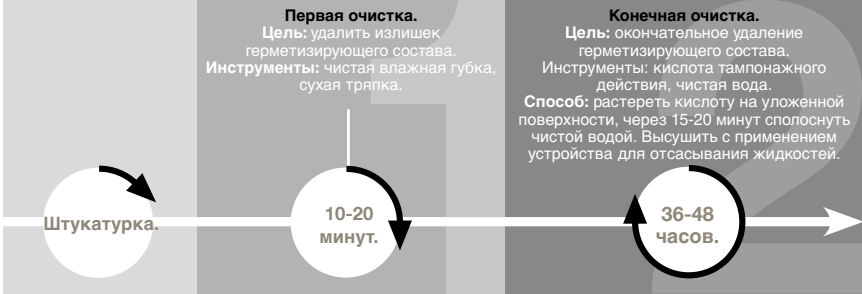 Первая очистка.
Цель: удалить излишек
герметизирующего состава.
Инструменты: чистая влажная губка,
сухая тряпка.
Конечная очистка.
Цель: окончательное удаление
герметизирующего состава.
Инструменты: кислота тампонажного
действия, чистая вода.
Способ: растереть кислоту на уложенной
поверхности, через 15-20 минут сполоснуть
чистой водой. Высушить с применением
устройства для отсасывания жидкостей.
1
2
Штукатурка.
10-20
минут.
36-48
часов.